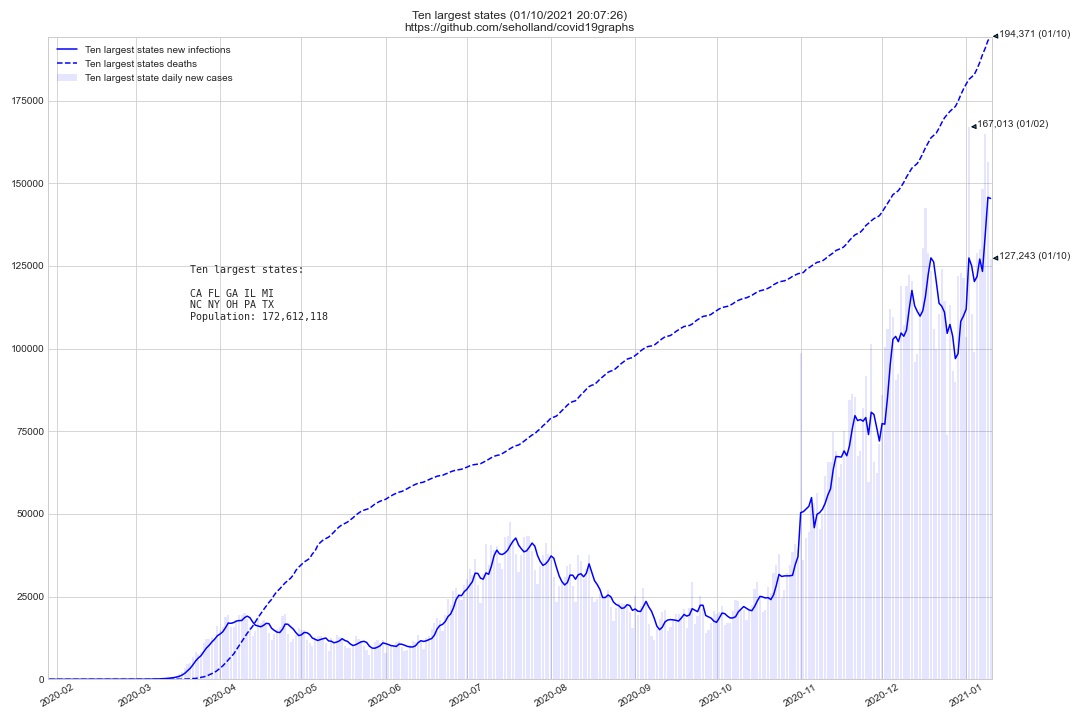 Ten largest states (01/10/2021 20:07:26)
https://github.com/seholland/covid19graphs
Ten largest states new infections
Ten largest states deaths
Ten largest state daily new cases
194,371 (01/10)
167,013 (01/02)
127,243 (01/10)
Ten largest states:
CA FL GA IL MI
NC NY OH PA TX
Population: 172,612,118
175000
150000
125000
100000
75000
50000
25000
0
2020-02
2020-03
2020-04
2020-05
2020-06
2020-07
2020-08
2020-09
2020-10
2020-11
2020-12
2021-01